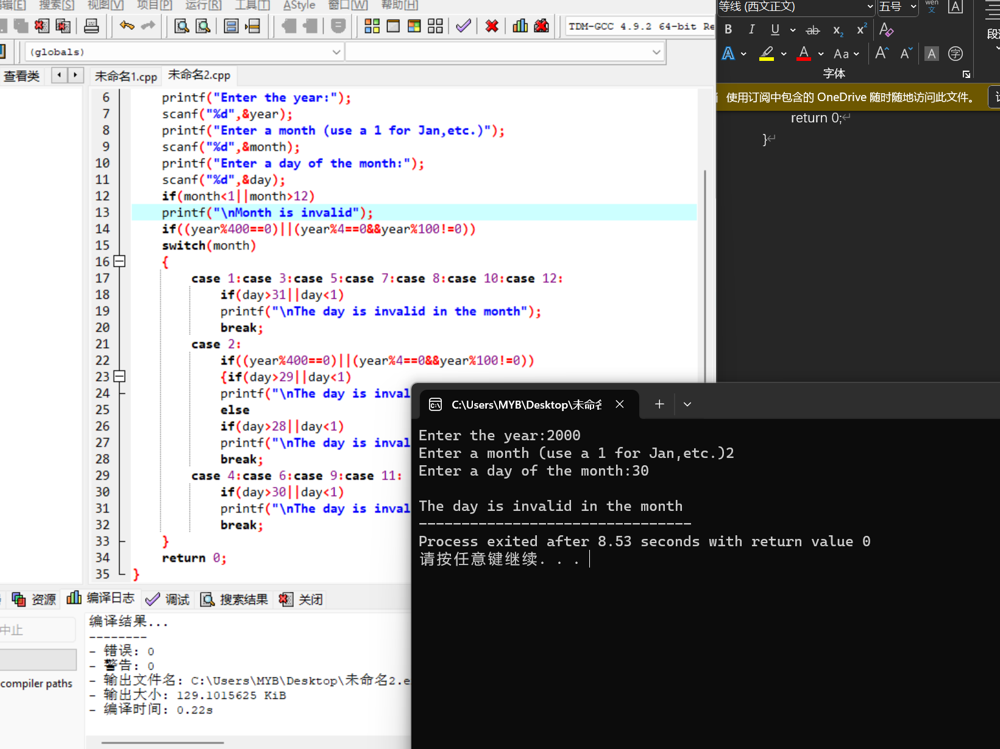 编辑[E] 搜索[S] 视图[V] 项目[P] 运行[R] 工具[T] AStyle 窗口[W] 帮助[H]
TDM-GCC 4.9.2 64-bit Re
(globals)
查看类
未命名1.cpp 未命名2.cpp
6 printf("Enter the year:");
7 scanf("%d",&year);
8 printf("Enter a month (use a 1 for Jan,etc.)");
9 scanf("%d",&month);
10 printf("Enter a day of the month:");
11 scanf("%d",&day);
12 if(month<1||month>12)
13 printf("\nMonth is invalid");
14 if((year%400==0)||(year%4==0&&year%100!=0))
15 switch(month)
16 {
17 case 1:case 3:case 5:case 7:case 8:case 10:case 12:
18 if(day>31||day<1)
19 printf("\nThe day is invalid in the month");
20 break;
21 case 2:
22 if((year%400==0)||(year%4==0&&year%100!=0))
23 {if(day>29||day<1)
24 printf("\nThe day is inval
25 else
26 if(day>28||day<1)
27 printf("\nThe day is inval
28 break;
29 case 4:case 6:case 9:case 11:
30 if(day>30||day<1)
31 printf("\nThe day is inval
32 break;
33 }
34 return 0;
35 }
资源 编译日志 调试 搜索结果 关闭
中止
compiler paths
编译结果...
--------
- 错误: 0
- 警告: 0
- 输出文件名: C:\Users\MYB\Desktop\未命名2.e
- 输出大小: 129.1015625 KiB
- 编译时间: 0.22s
等线 (西文正文) 五号 wén 文 A
B I U ab x₂ x² A
A A Aa A^ Aˇ A 字
字体
使用订阅中包含的 OneDrive 随时随地访问此文件。
return 0;↵
}↵
C:\Users\MYB\Desktop\未命名
Enter the year:2000
Enter a month (use a 1 for Jan,etc.)2
Enter a day of the month:30
The day is invalid in the month
--------------------------------
Process exited after 8.53 seconds with return value 0
请按任意键继续. . .